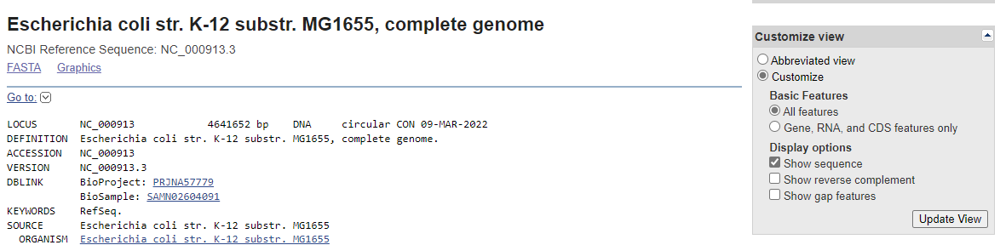 Escherichia coli str. K-12 substr. MG1655, complete genome
NCBI Reference Sequence: NC_000913.3
FASTA Graphics
Go to:
LOCUS NC_000913 4641652 bp DNA circular CON 09-MAR-2022
DEFINITION Escherichia coli str. K-12 substr. MG1655, complete genome.
ACCESSION NC_000913
VERSION NC_000913.3
DBLINK BioProject: PRJNA57779
BioSample: SAMN02604091
KEYWORDS RefSeq.
SOURCE Escherichia coli str. K-12 substr. MG1655
ORGANISM Escherichia coli str. K-12 substr. MG1655
Customize view
Abbreviated view
Customize
Basic Features
All features
Gene, RNA, and CDS features only
Display options
Show sequence
Show reverse complement
Show gap features
Update View